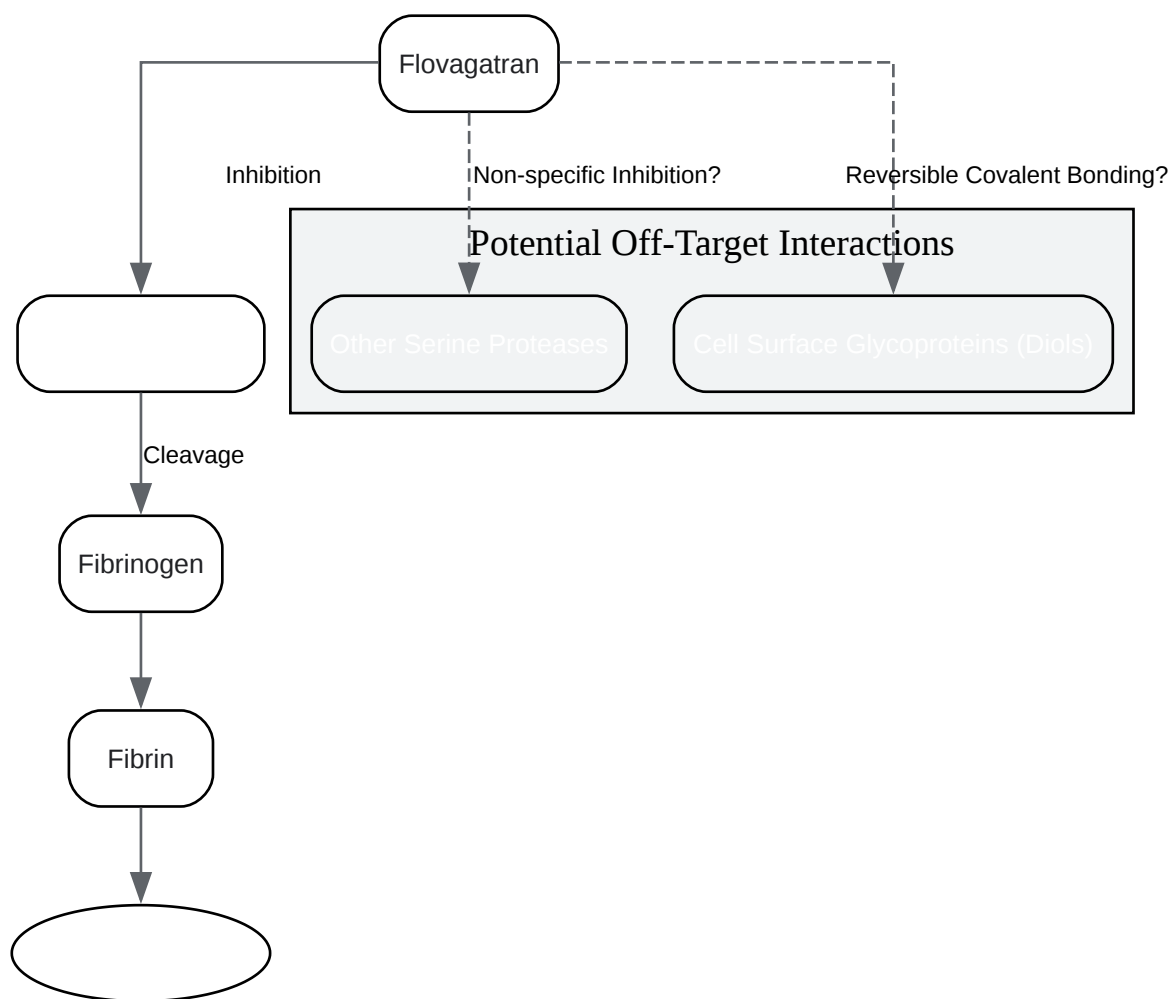 Flovagatran
Inhibition
Non-specific Inhibition?
Reversible Covalent Bonding?
Potential Off-Target Interactions
Other Serine Proteases
Cell Surface Glycoproteins (Diols)
Cleavage
Fibrinogen
Fibrin